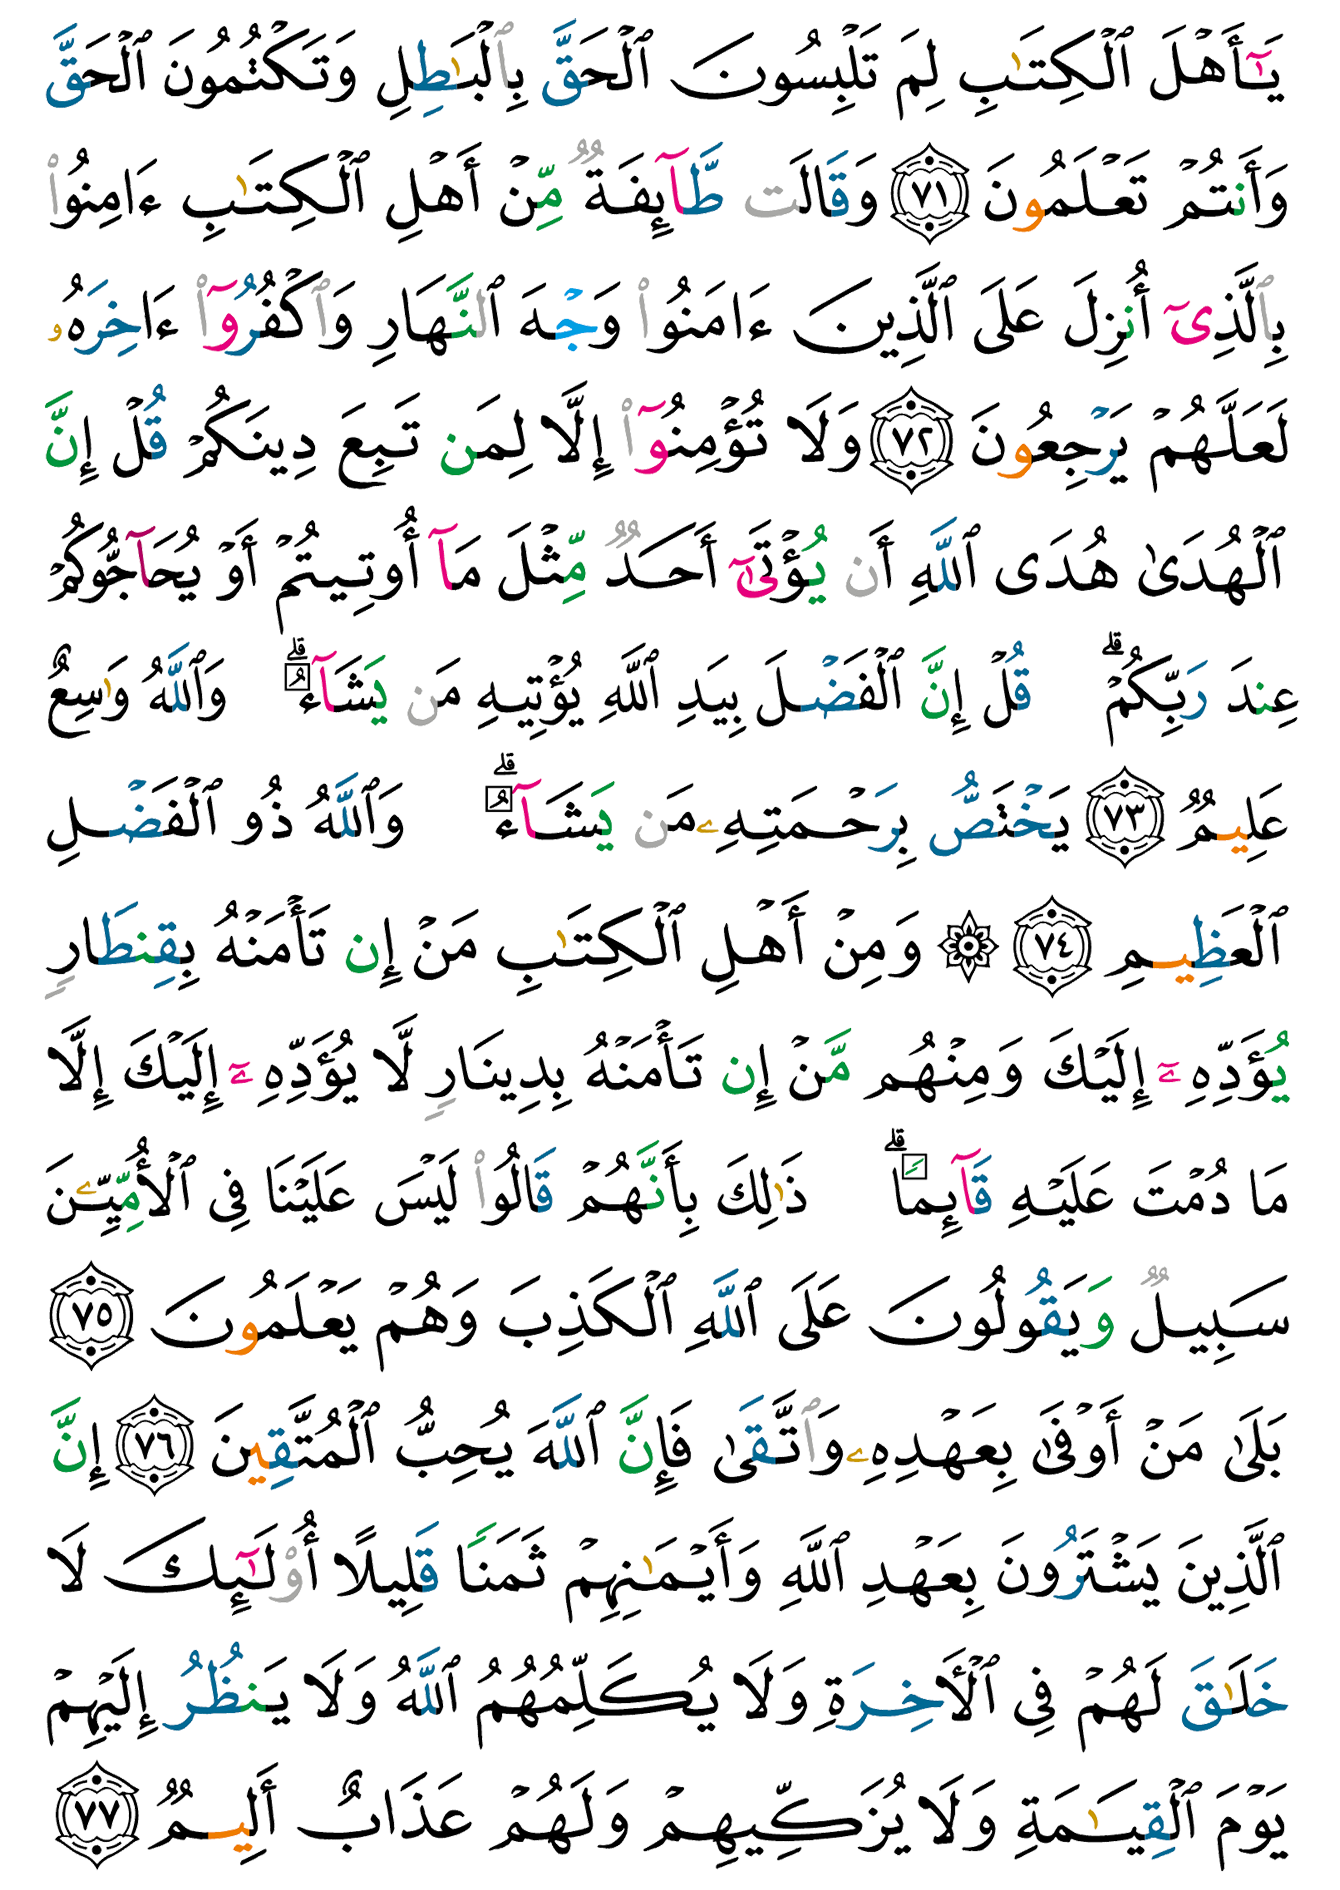 يَـٰٓأَهْلَ ٱلْكِتَـٰبِ لِمَ تَلْبِسُونَ ٱلْحَقَّ بِٱلْبَـٰطِلِ وَتَكْتُمُونَ ٱلْحَقَّ
وَأَنتُمْ تَعْلَمُونَ ٧١ وَقَالَت طَّآئِفَةٌ مِّنْ أَهْلِ ٱلْكِتَـٰبِ ءَامِنُوا۟
بِٱلَّذِىٓ أُنزِلَ عَلَى ٱلَّذِينَ ءَامَنُوا۟ وَجْهَ ٱلنَّهَارِ وَٱكْفُرُوٓا۟ ءَاخِرَهُۥ
لَعَلَّهُمْ يَرْجِعُونَ ٧٢ وَلَا تُؤْمِنُوٓا۟ إِلَّا لِمَن تَبِعَ دِينَكُمْ قُلْ إِنَّ
ٱلْهُدَىٰ هُدَى ٱللَّهِ أَن يُؤْتَىٰٓ أَحَدٌ مِّثْلَ مَآ أُوتِيتُمْ أَوْ يُحَآجُّوكُمْ
عِندَ رَبِّكُمْ ۗ قُلْ إِنَّ ٱلْفَضْلَ بِيَدِ ٱللَّهِ يُؤْتِيهِ مَن يَشَآءُ ۗ وَٱللَّهُ وَٰسِعٌ
عَلِيمٌ ٧٣ يَخْتَصُّ بِرَحْمَتِهِۦ مَن يَشَآءُ ۗ وَٱللَّهُ ذُو ٱلْفَضْلِ
ٱلْعَظِيمِ ٧٤ ۞ وَمِنْ أَهْلِ ٱلْكِتَـٰبِ مَنْ إِن تَأْمَنْهُ بِقِنطَارٍ
يُؤَدِّهِۦٓ إِلَيْكَ وَمِنْهُم مَّنْ إِن تَأْمَنْهُ بِدِينَارٍ لَّا يُؤَدِّهِۦٓ إِلَيْكَ إِلَّا
مَا دُمْتَ عَلَيْهِ قَآئِمًا ۗ ذَٰلِكَ بِأَنَّهُمْ قَالُوا۟ لَيْسَ عَلَيْنَا فِى ٱلْأُمِّيِّـۧنَ
سَبِيلٌ وَيَقُولُونَ عَلَى ٱللَّهِ ٱلْكَذِبَ وَهُمْ يَعْلَمُونَ ٧٥
بَلَىٰ مَنْ أَوْفَىٰ بِعَهْدِهِۦ وَٱتَّقَىٰ فَإِنَّ ٱللَّهَ يُحِبُّ ٱلْمُتَّقِينَ ٧٦ إِنَّ
ٱلَّذِينَ يَشْتَرُونَ بِعَهْدِ ٱللَّهِ وَأَيْمَـٰنِهِمْ ثَمَنًا قَلِيلًا أُو۟لَـٰٓئِكَ لَا
خَلَـٰقَ لَهُمْ فِى ٱلْـَٔاخِرَةِ وَلَا يُكَلِّمُهُمُ ٱللَّهُ وَلَا يَنظُرُ إِلَيْهِمْ
يَوْمَ ٱلْقِيَـٰمَةِ وَلَا يُزَكِّيهِمْ وَلَهُمْ عَذَابٌ أَلِيمٌ ٧٧